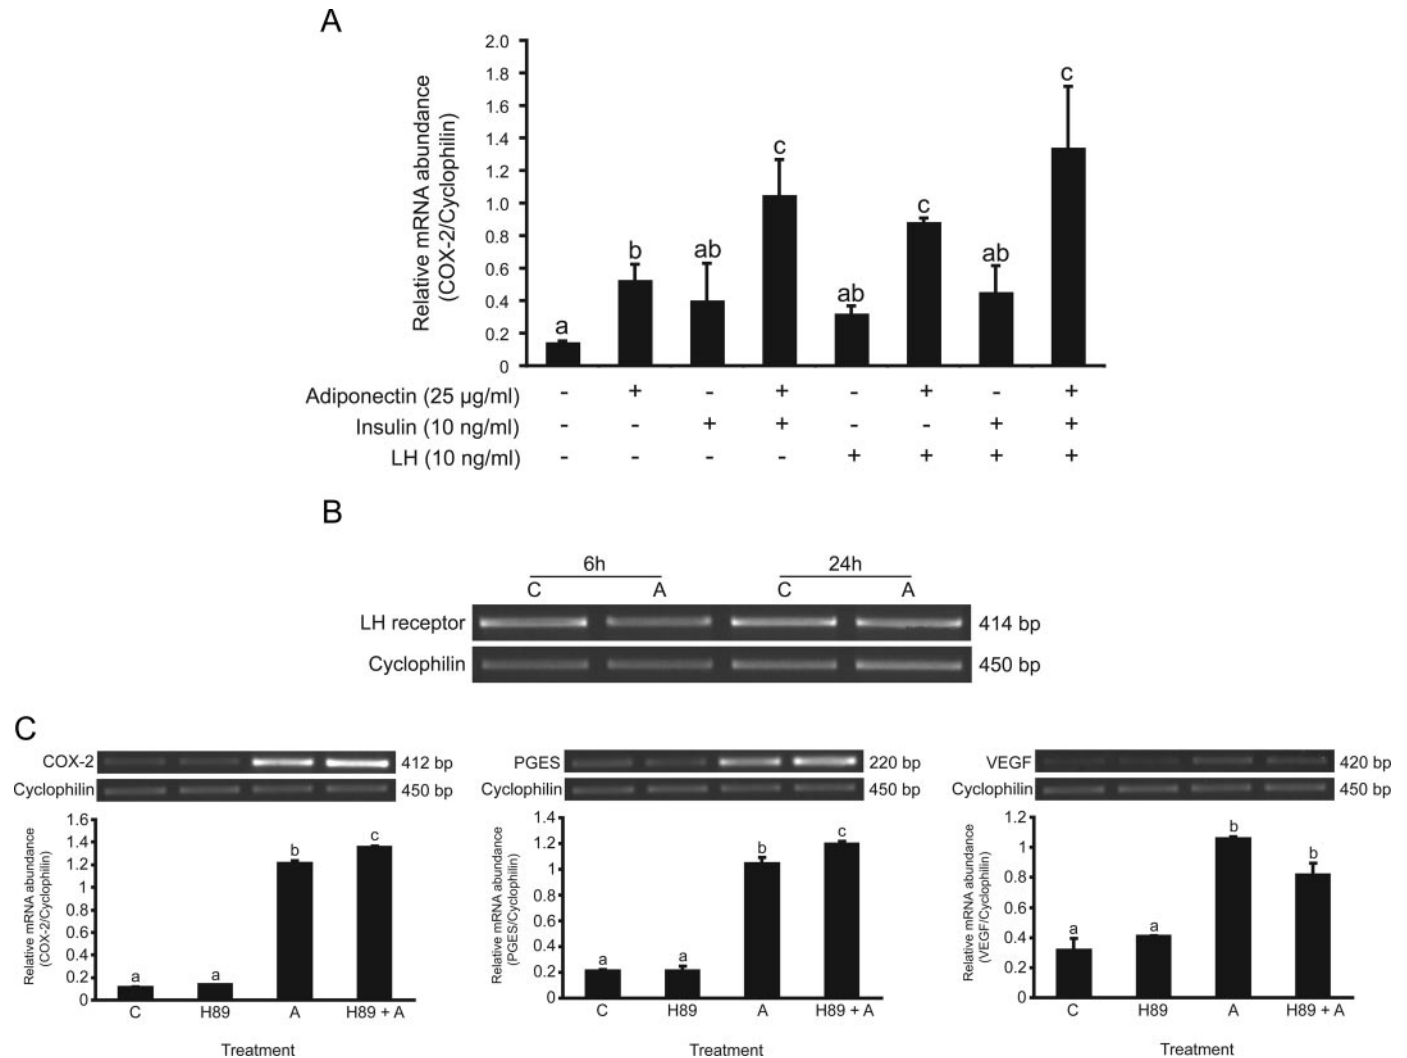 A
Relative mRNA abundance
(COX-2/Cyclophilin)
2.0
1.8
1.6
1.4
1.2
1.0
0.8
0.6
0.4
0.2
0
a
b
ab
c
ab
c
ab
c
Adiponectin (25 µg/ml) - + - + - + - +
Insulin (10 ng/ml) - - + + - - + +
LH (10 ng/ml) - - - - + + + +
B
6h 24h
C A C A
LH receptor 414 bp
Cyclophilin 450 bp
C
COX-2 412 bp
Cyclophilin 450 bp
Relative mRNA abundance
(COX-2/Cyclophilin)
1.6
1.4
1.2
1
0.8
0.6
0.4
0.2
0
a a b c
C H89 A H89 + A
Treatment
PGES 220 bp
Cyclophilin 450 bp
Relative mRNA abundance
(PGES/Cyclophilin)
1.4
1.2
1
0.8
0.6
0.4
0.2
0
a a b c
C H89 A H89 + A
Treatment
VEGF 420 bp
Cyclophilin 450 bp
Relative mRNA abundance
(VEGF/Cyclophilin)
1.2
1
0.8
0.6
0.4
0.2
0
a a b b
C H89 A H89 + A
Treatment